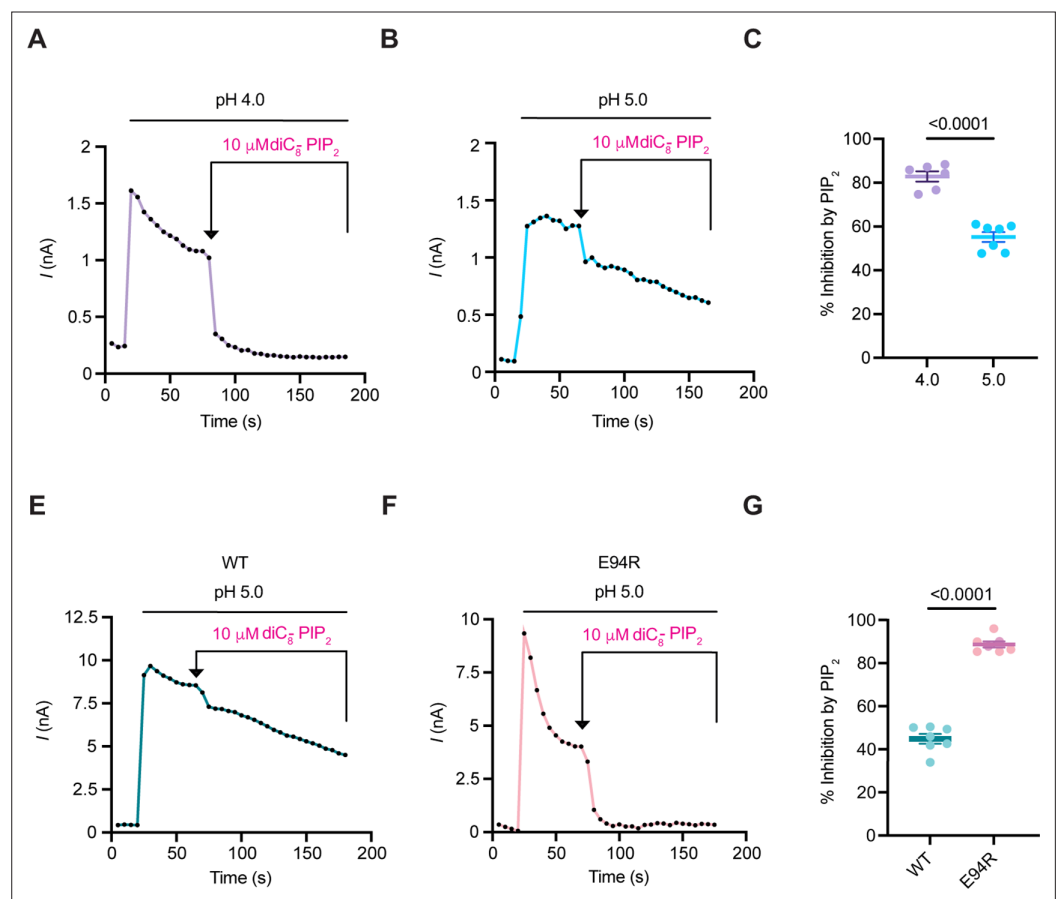 A
pH 4.0
10 μMdiC8- PIP2
2
1.5
1
0.5
0
I (nA)
0 50 100 150 200
Time (s)
B
pH 5.0
10 μMdiC8- PIP2
2
1.5
1
0.5
0
I (nA)
0 50 100 150 200
Time (s)
C
<0.0001
100
80
60
40
20
0
% Inhibition by PIP2
4.0 5.0
E
WT
pH 5.0
10 μM diC8- PIP2
12.5
10
7.5
5
2.5
0
I (nA)
0 50 100 150 200
Time (s)
F
E94R
pH 5.0
10 μM diC8- PIP2
10
7.5
5
2.5
0
I (nA)
0 50 100 150 200
Time (s)
G
<0.0001
100
80
60
40
20
0
% Inhibition by PIP2
WT E94R